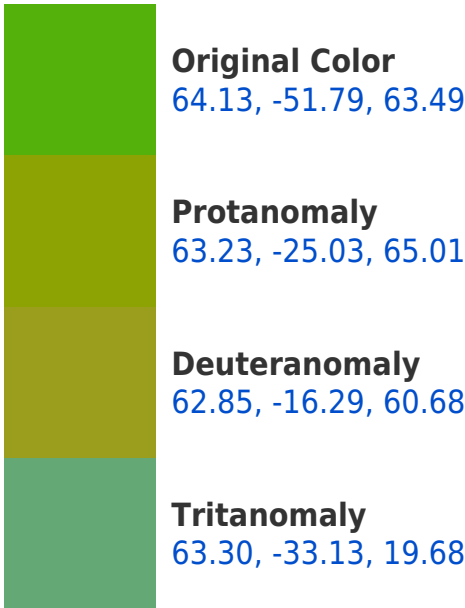 Original Color
64.13, -51.79, 63.49
Protanomaly
63.23, -25.03, 65.01
Deuteranomaly
62.85, -16.29, 60.68
Tritanomaly
63.30, -33.13, 19.68